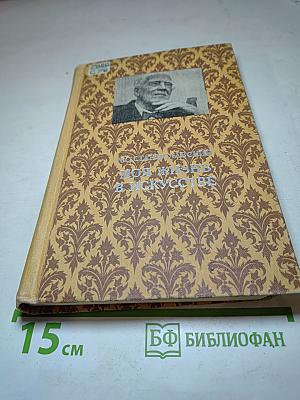 К.С. СТАНИСЛАВСКИЙ
МОЯ ЖИЗНЬ
В ИСКУССТВЕ
15 см
БФ БИБЛИОФАН